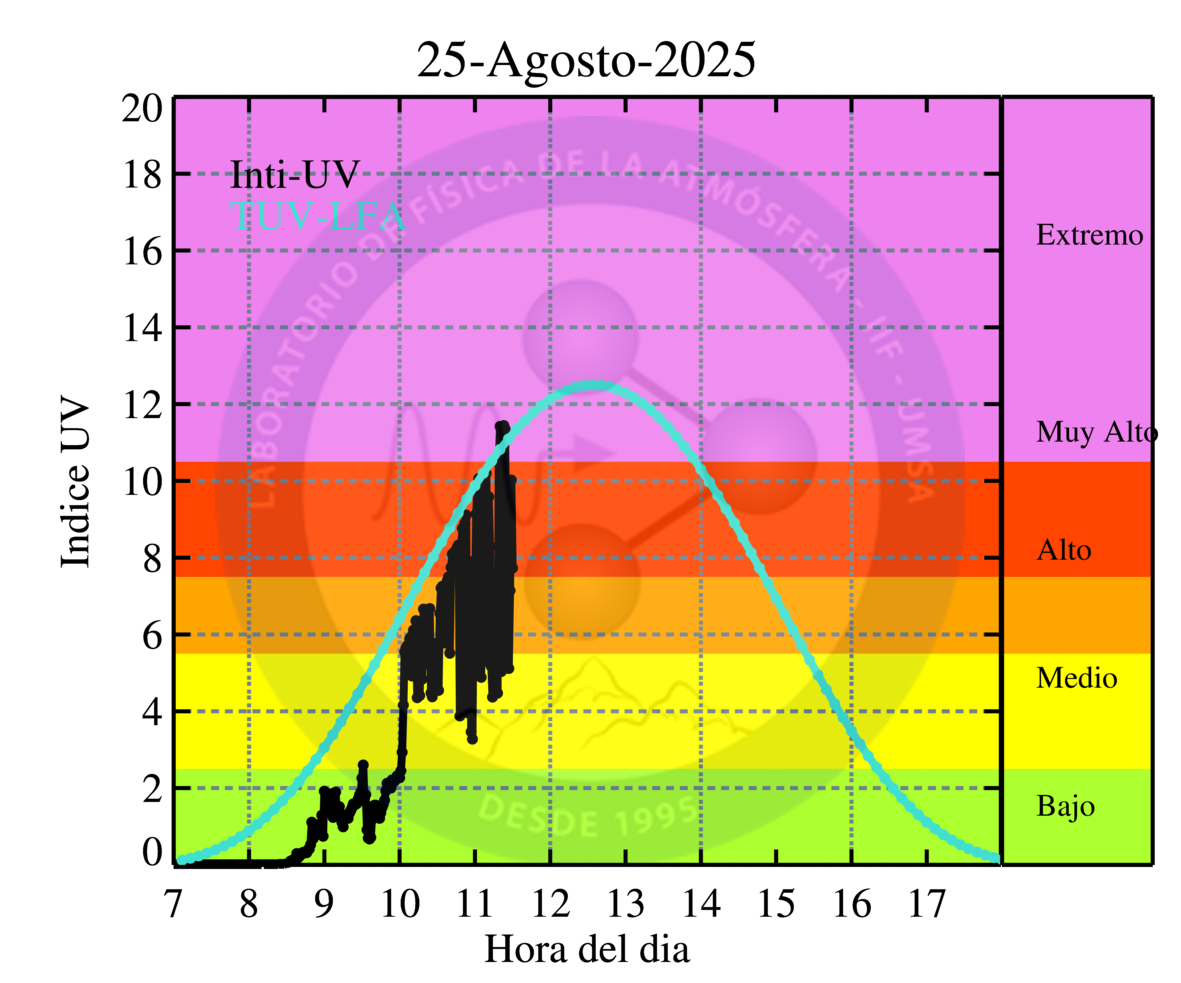 25-Agosto-2025
20
18
16
14
12
10
8
6
4
2
0
Indice UV
Inti-UV
TUV-LFA
LABORATORIO DE FÍSICA DE LA ATMÓSFERA - IIF - UMSA
DESDE 1995
Extremo
Muy Alto
Alto
Medio
Bajo
7 8 9 10 11 12 13 14 15 16 17
Hora del dia